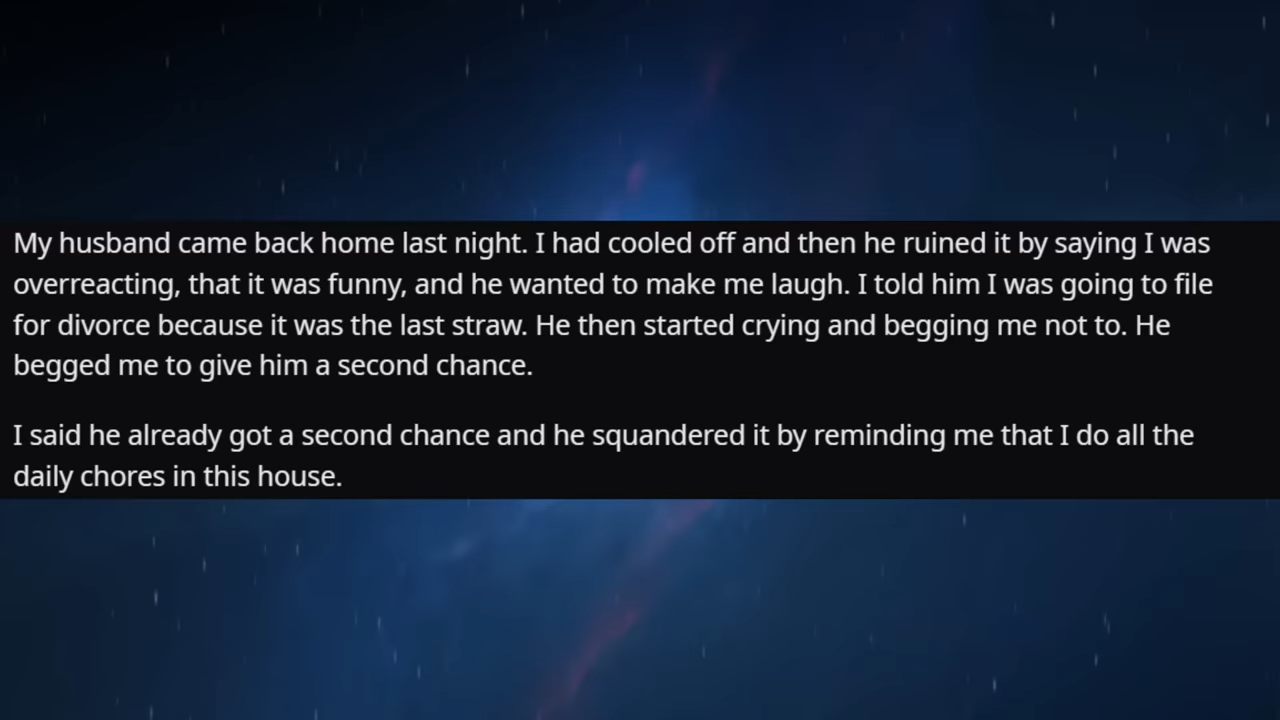 My husband came back home last night. I had cooled off and then he ruined it by saying I was
overreacting, that it was funny, and he wanted to make me laugh. I told him I was going to file
for divorce because it was the last straw. He then started crying and begging me not to. He
begged me to give him a second chance.
I said he already got a second chance and he squandered it by reminding me that I do all the
daily chores in this house.